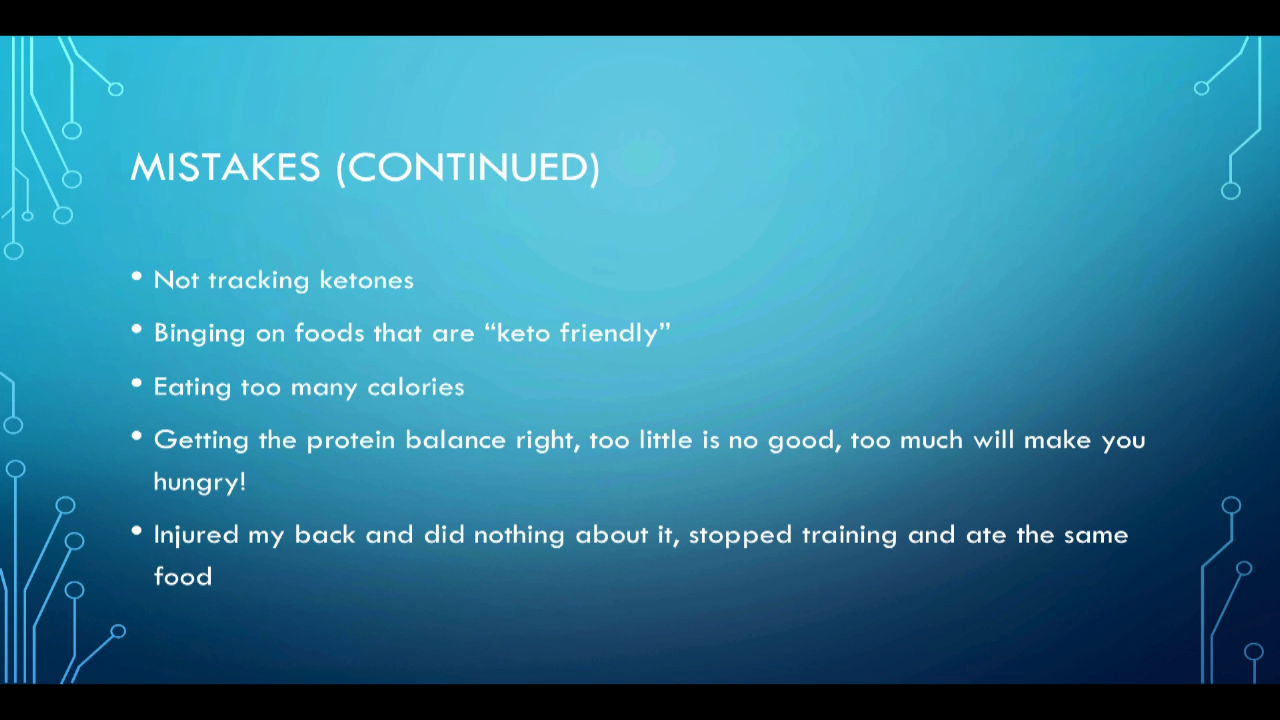 MISTAKES (CONTINUED)
• Not tracking ketones
• Binging on foods that are “keto friendly”
• Eating too many calories
• Getting the protein balance right, too little is no good, too much will make you
hungry!
• Injured my back and did nothing about it, stopped training and ate the same
food